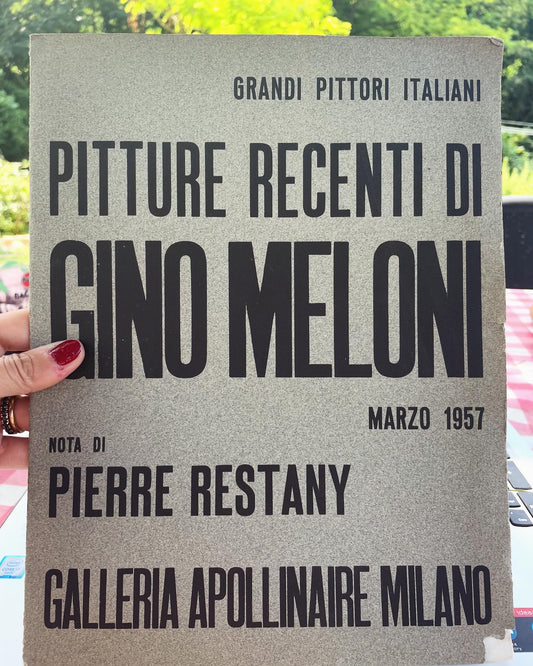 GRANDI PITTORI ITALIANI
PITTURE RECENTI DI
GINO MELONI
MARZO 1957
NOTA DI
PIERRE RESTANY
GALLERIA APOLLINAIRE MILANO